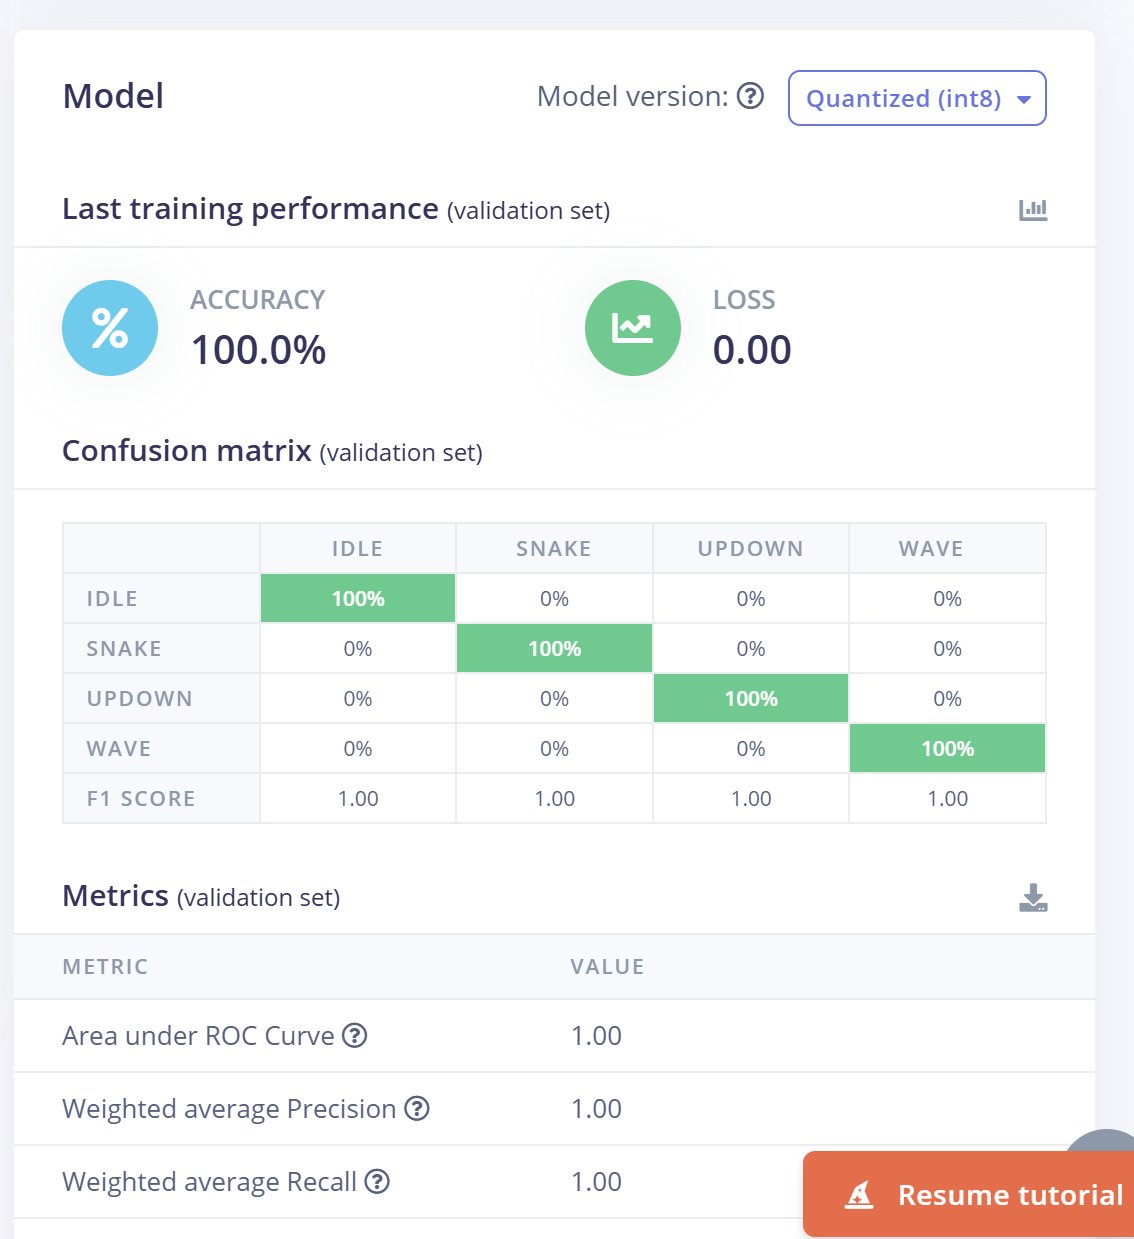 Model
Model version: Quantized (int8)
Last training performance (validation set)
ACCURACY
100.0%
LOSS
0.00
Confusion matrix (validation set)
IDLE SNAKE UPDOWN WAVE
IDLE 100% 0% 0% 0%
SNAKE 0% 100% 0% 0%
UPDOWN 0% 0% 100% 0%
WAVE 0% 0% 0% 100%
F1 SCORE 1.00 1.00 1.00 1.00
Metrics (validation set)
METRIC VALUE
Area under ROC Curve 1.00
Weighted average Precision 1.00
Weighted average Recall 1.00
Resume tutorial